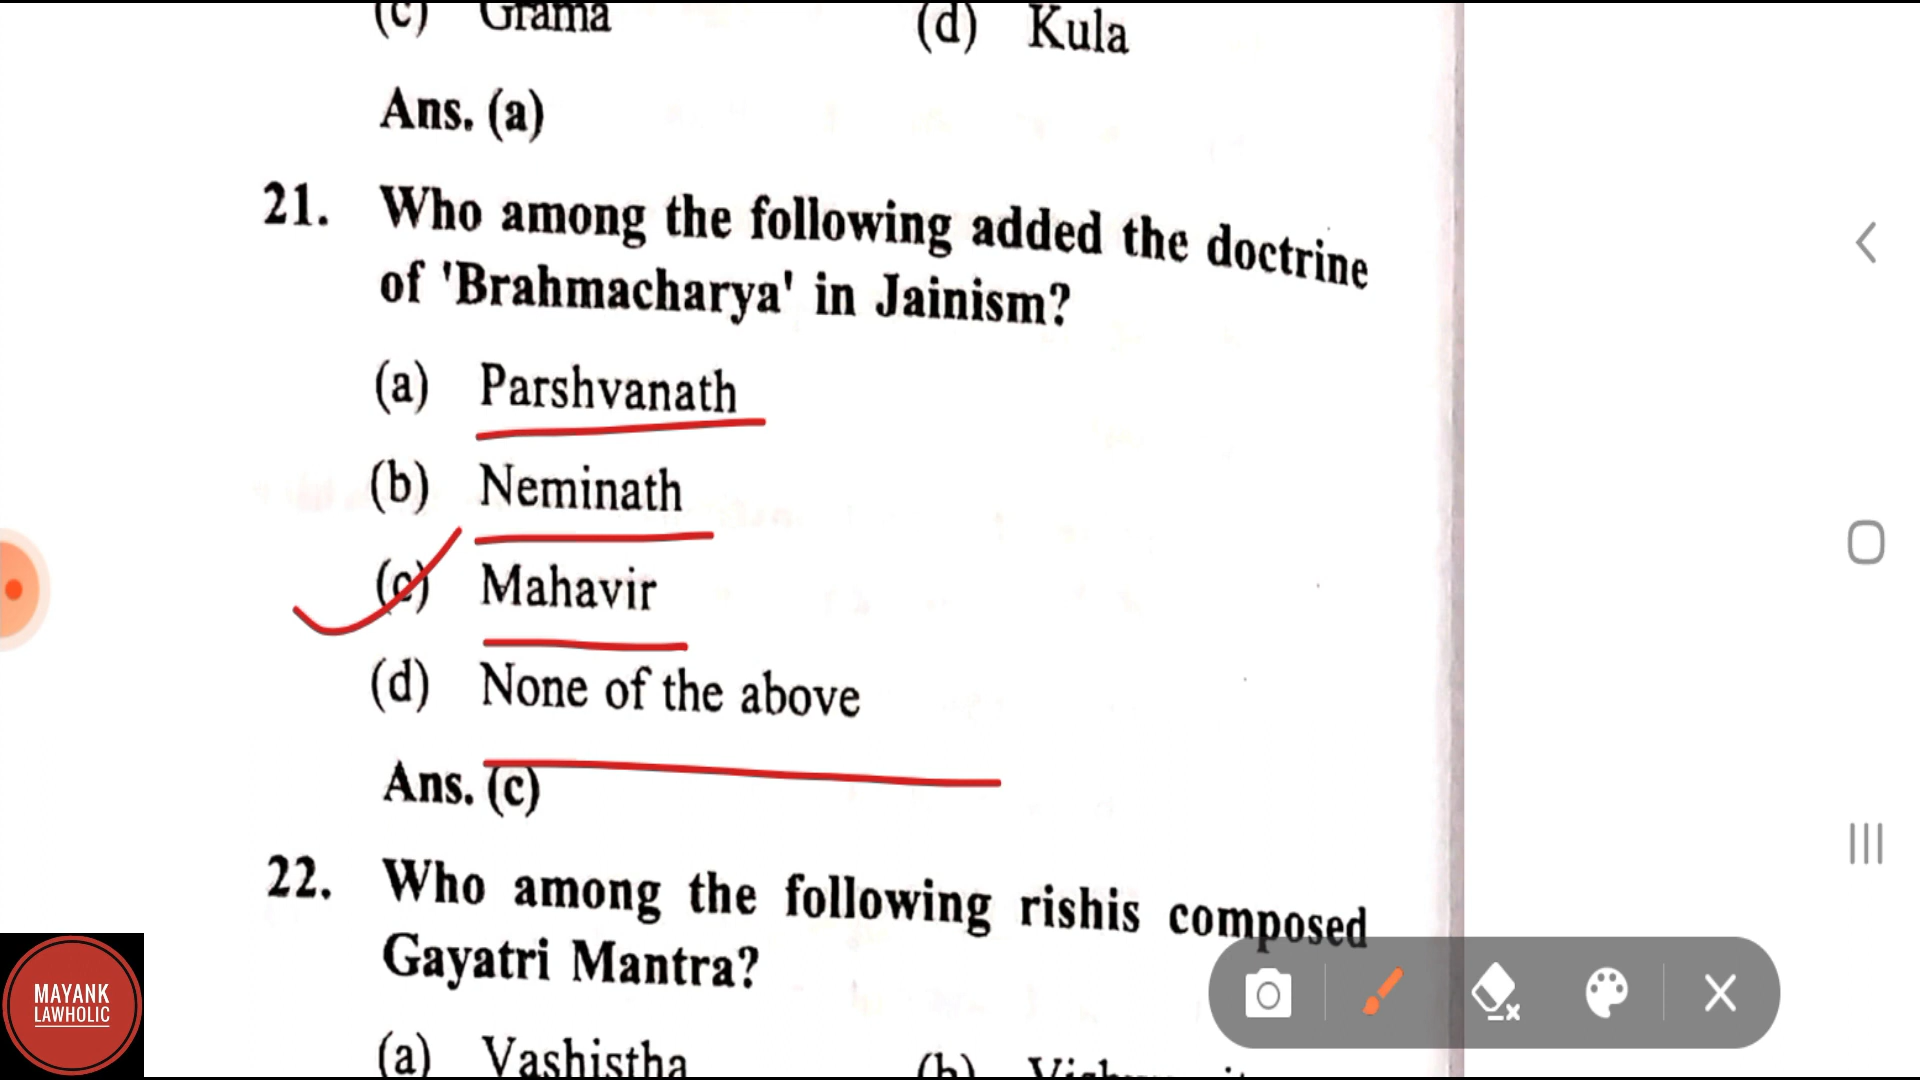 (c) Grama (d) Kula
Ans. (a)
21. Who among the following added the doctrine
of 'Brahmacharya' in Jainism?
(a) Parshvanath
(b) Neminath
(c) Mahavir
(d) None of the above
Ans. (c)
22. Who among the following rishis composed
Gayatri Mantra?
(a) Vashistha (b)
MAYANK
LAWHOLIC